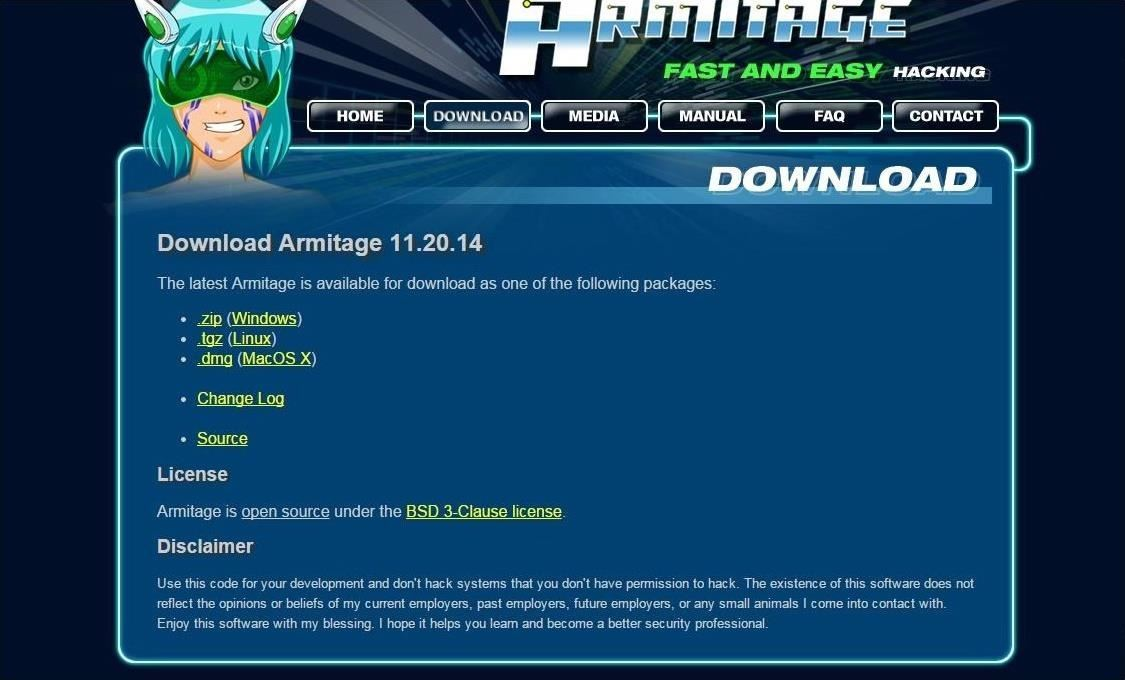 ARMITAGE
FAST AND EASY HACKING
HOME DOWNLOAD MEDIA MANUAL FAQ CONTACT
DOWNLOAD
Download Armitage 11.20.14
The latest Armitage is available for download as one of the following packages:
• .zip (Windows)
• .tgz (Linux)
• .dmg (MacOS X)
• Change Log
• Source
License
Armitage is open source under the BSD 3-Clause license.
Disclaimer
Use this code for your development and don't hack systems that you don't have permission to hack. The existence of this software does not
reflect the opinions or beliefs of my current employers, past employers, future employers, or any small animals I come into contact with.
Enjoy this software with my blessing. I hope it helps you learn and become a better security professional.